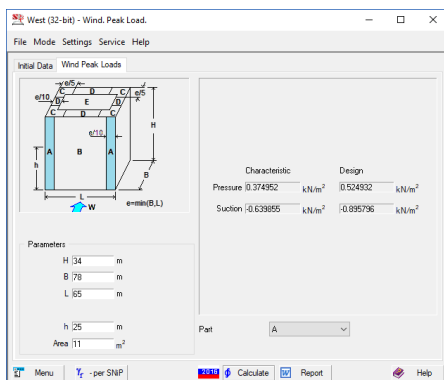 West (32-bit) - Wind. Peak Load.
File Mode Settings Service Help
Initial Data Wind Peak Loads
e/5
C D C
e/10 D E D e/5
C D C
e/10 H
A B A
h
B
L
W e=min(B,L)
Characteristic Design
Pressure 0.374952 kN/m² 0.524932 kN/m²
Suction -0.639855 kN/m² -0.895796 kN/m²
Parameters
H 34 m
B 78 m
L 65 m
h 25 m
Area 11 m²
Part A
Menu γf - per SNiP 2016 Calculate W Report Help